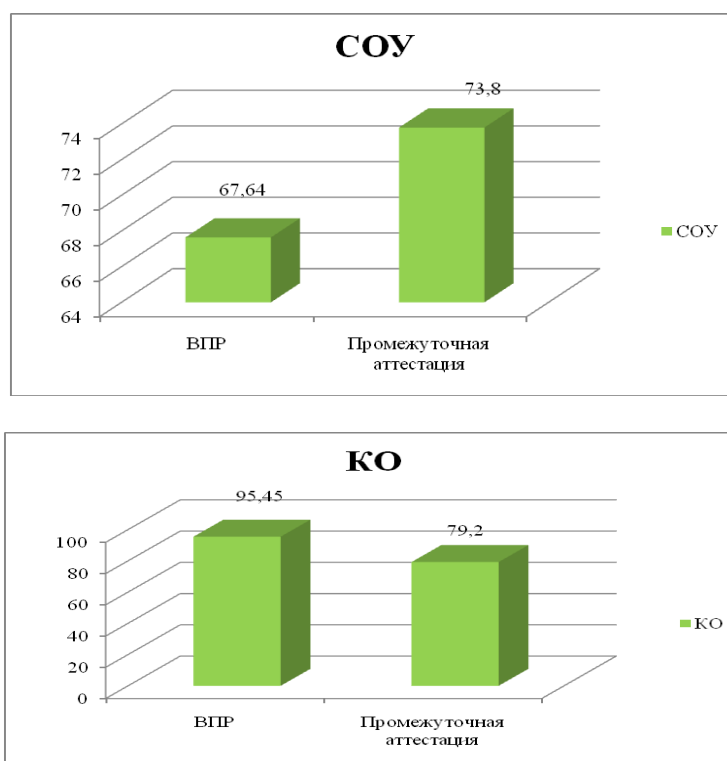 СОУ
73,8
67,64
74
72
70
68
66
64
СОУ
ВПР
Промежуточная
аттестация
КО
95,45
79,2
100
80
60
40
20
0
КО
ВПР
Промежуточная
аттестация